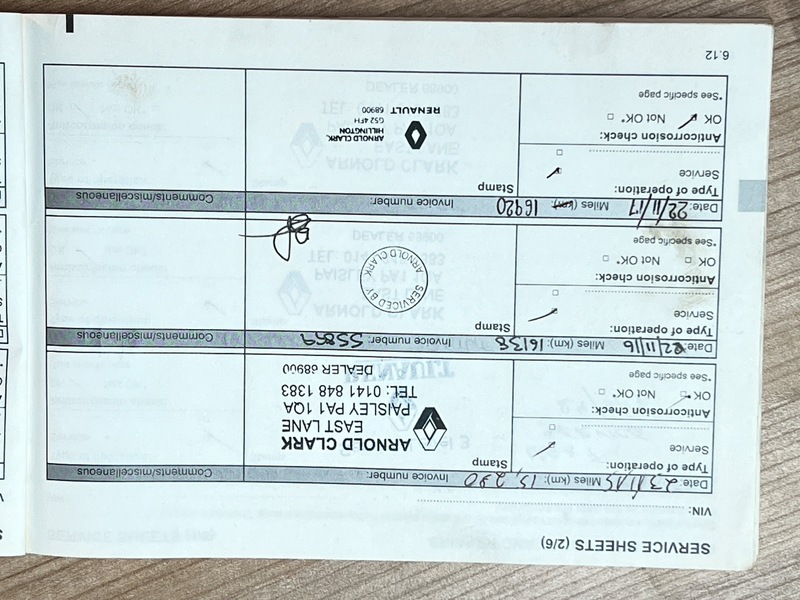 SERVICE SHEETS (2/6)
VIN:
Date: 23/11/15 Miles (km): 15,290 Invoice number: Comments/miscellaneous
Type of operation:
Service
Stamp
Anticorrosion check:
OK Not OK*
*See specific page
ARNOLD CLARK
EAST LANE
PAISLEY PA1 1QA
TEL: 0141 848 1383
DEALER 68900
Date: 22/11/16 Miles (km): 16138 Invoice number: 55859 Comments/miscellaneous
Type of operation:
Service
Stamp
Anticorrosion check:
OK Not OK*
*See specific page
SERVICED BY
ARNOLD CLARK
Date: 22/11/17 Miles (km): 16920 Invoice number: Comments/miscellaneous
Type of operation:
Service
Stamp
Anticorrosion check:
OK Not OK*
*See specific page
ARNOLD CLARK
HILLINGTON
G52 4FH
68900
RENAULT
6.12